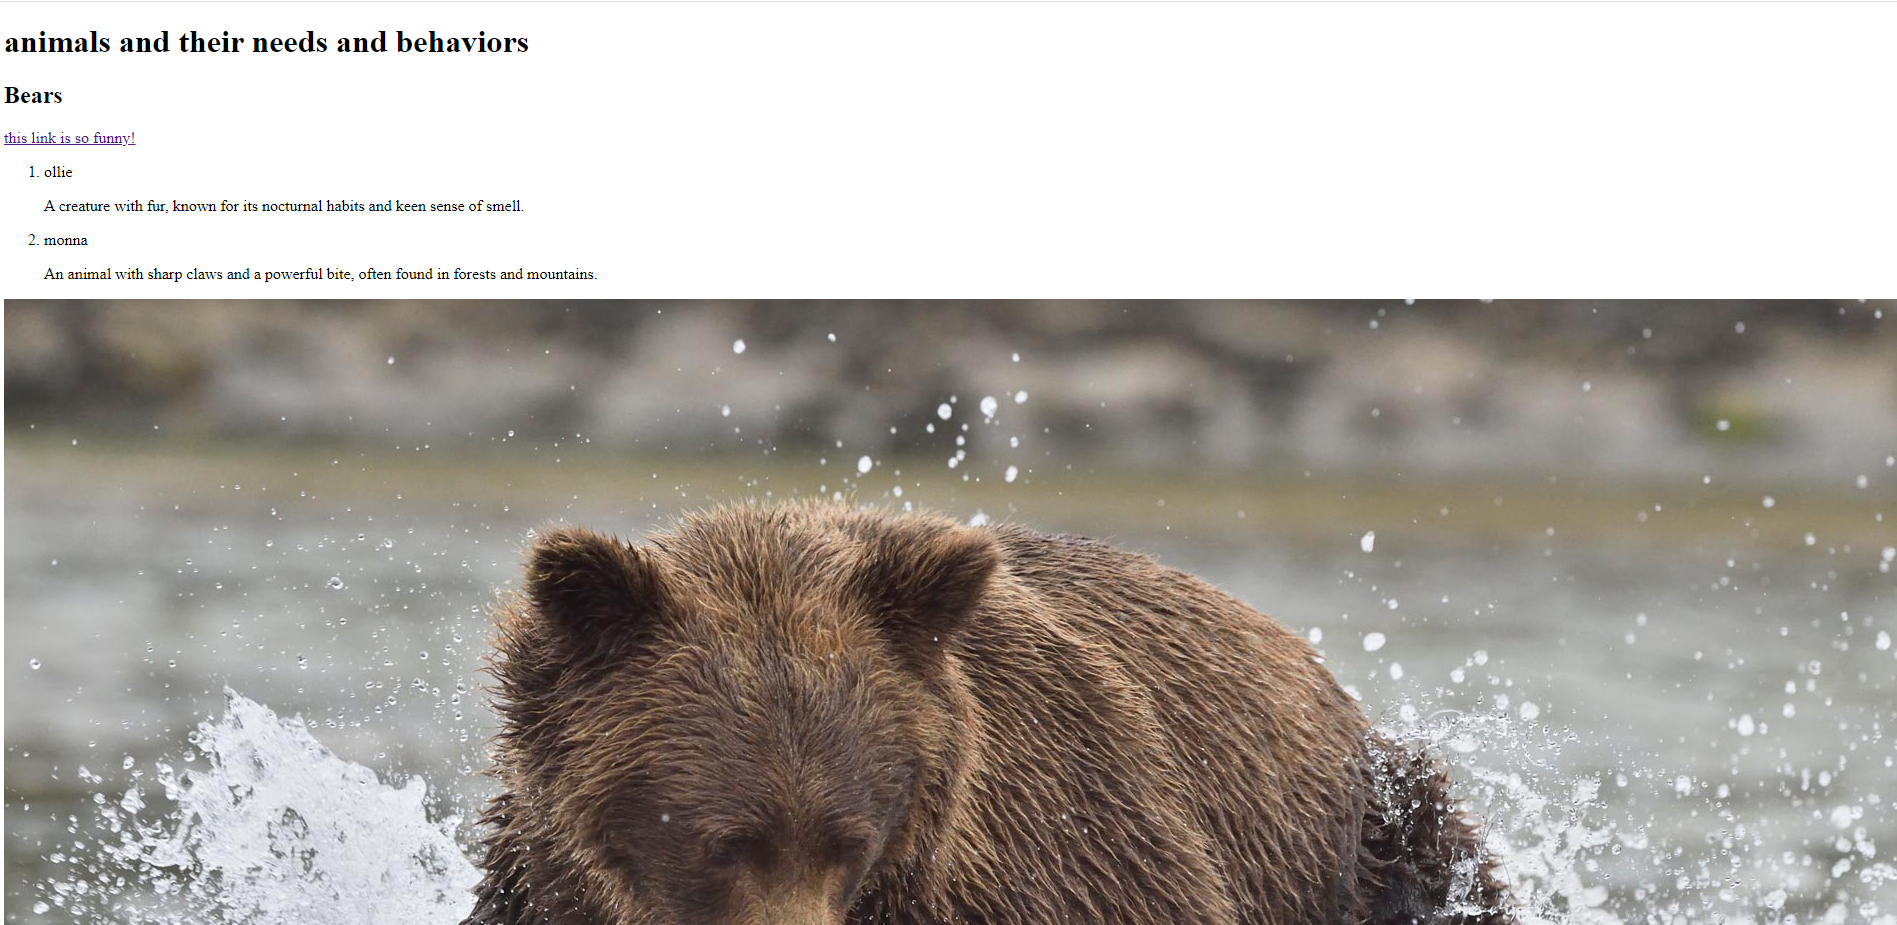 animals and their needs and behaviors
Bears
this link is so funny!
1. ollie
A creature with fur, known for its nocturnal habits and keen sense of smell.
2. monna
An animal with sharp claws and a powerful bite, often found in forests and mountains.